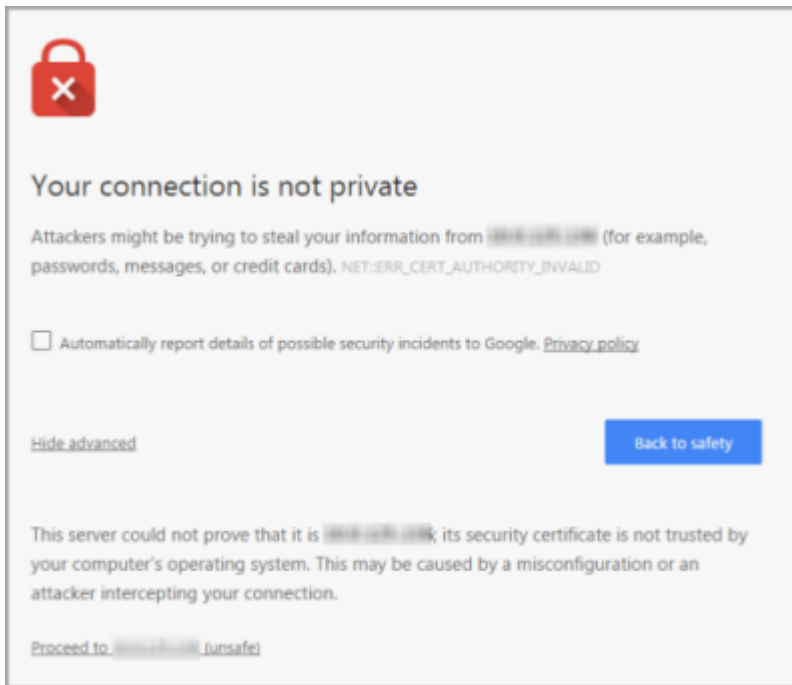 Your connection is not private
Attackers might be trying to steal your information from (for example,
passwords, messages, or credit cards). NET::ERR_CERT_AUTHORITY_INVALID
Automatically report details of possible security incidents to Google. Privacy policy
Hide advanced
Back to safety
This server could not prove that it is ; its security certificate is not trusted by
your computer's operating system. This may be caused by a misconfiguration or an
attacker intercepting your connection.
Proceed to (unsafe)